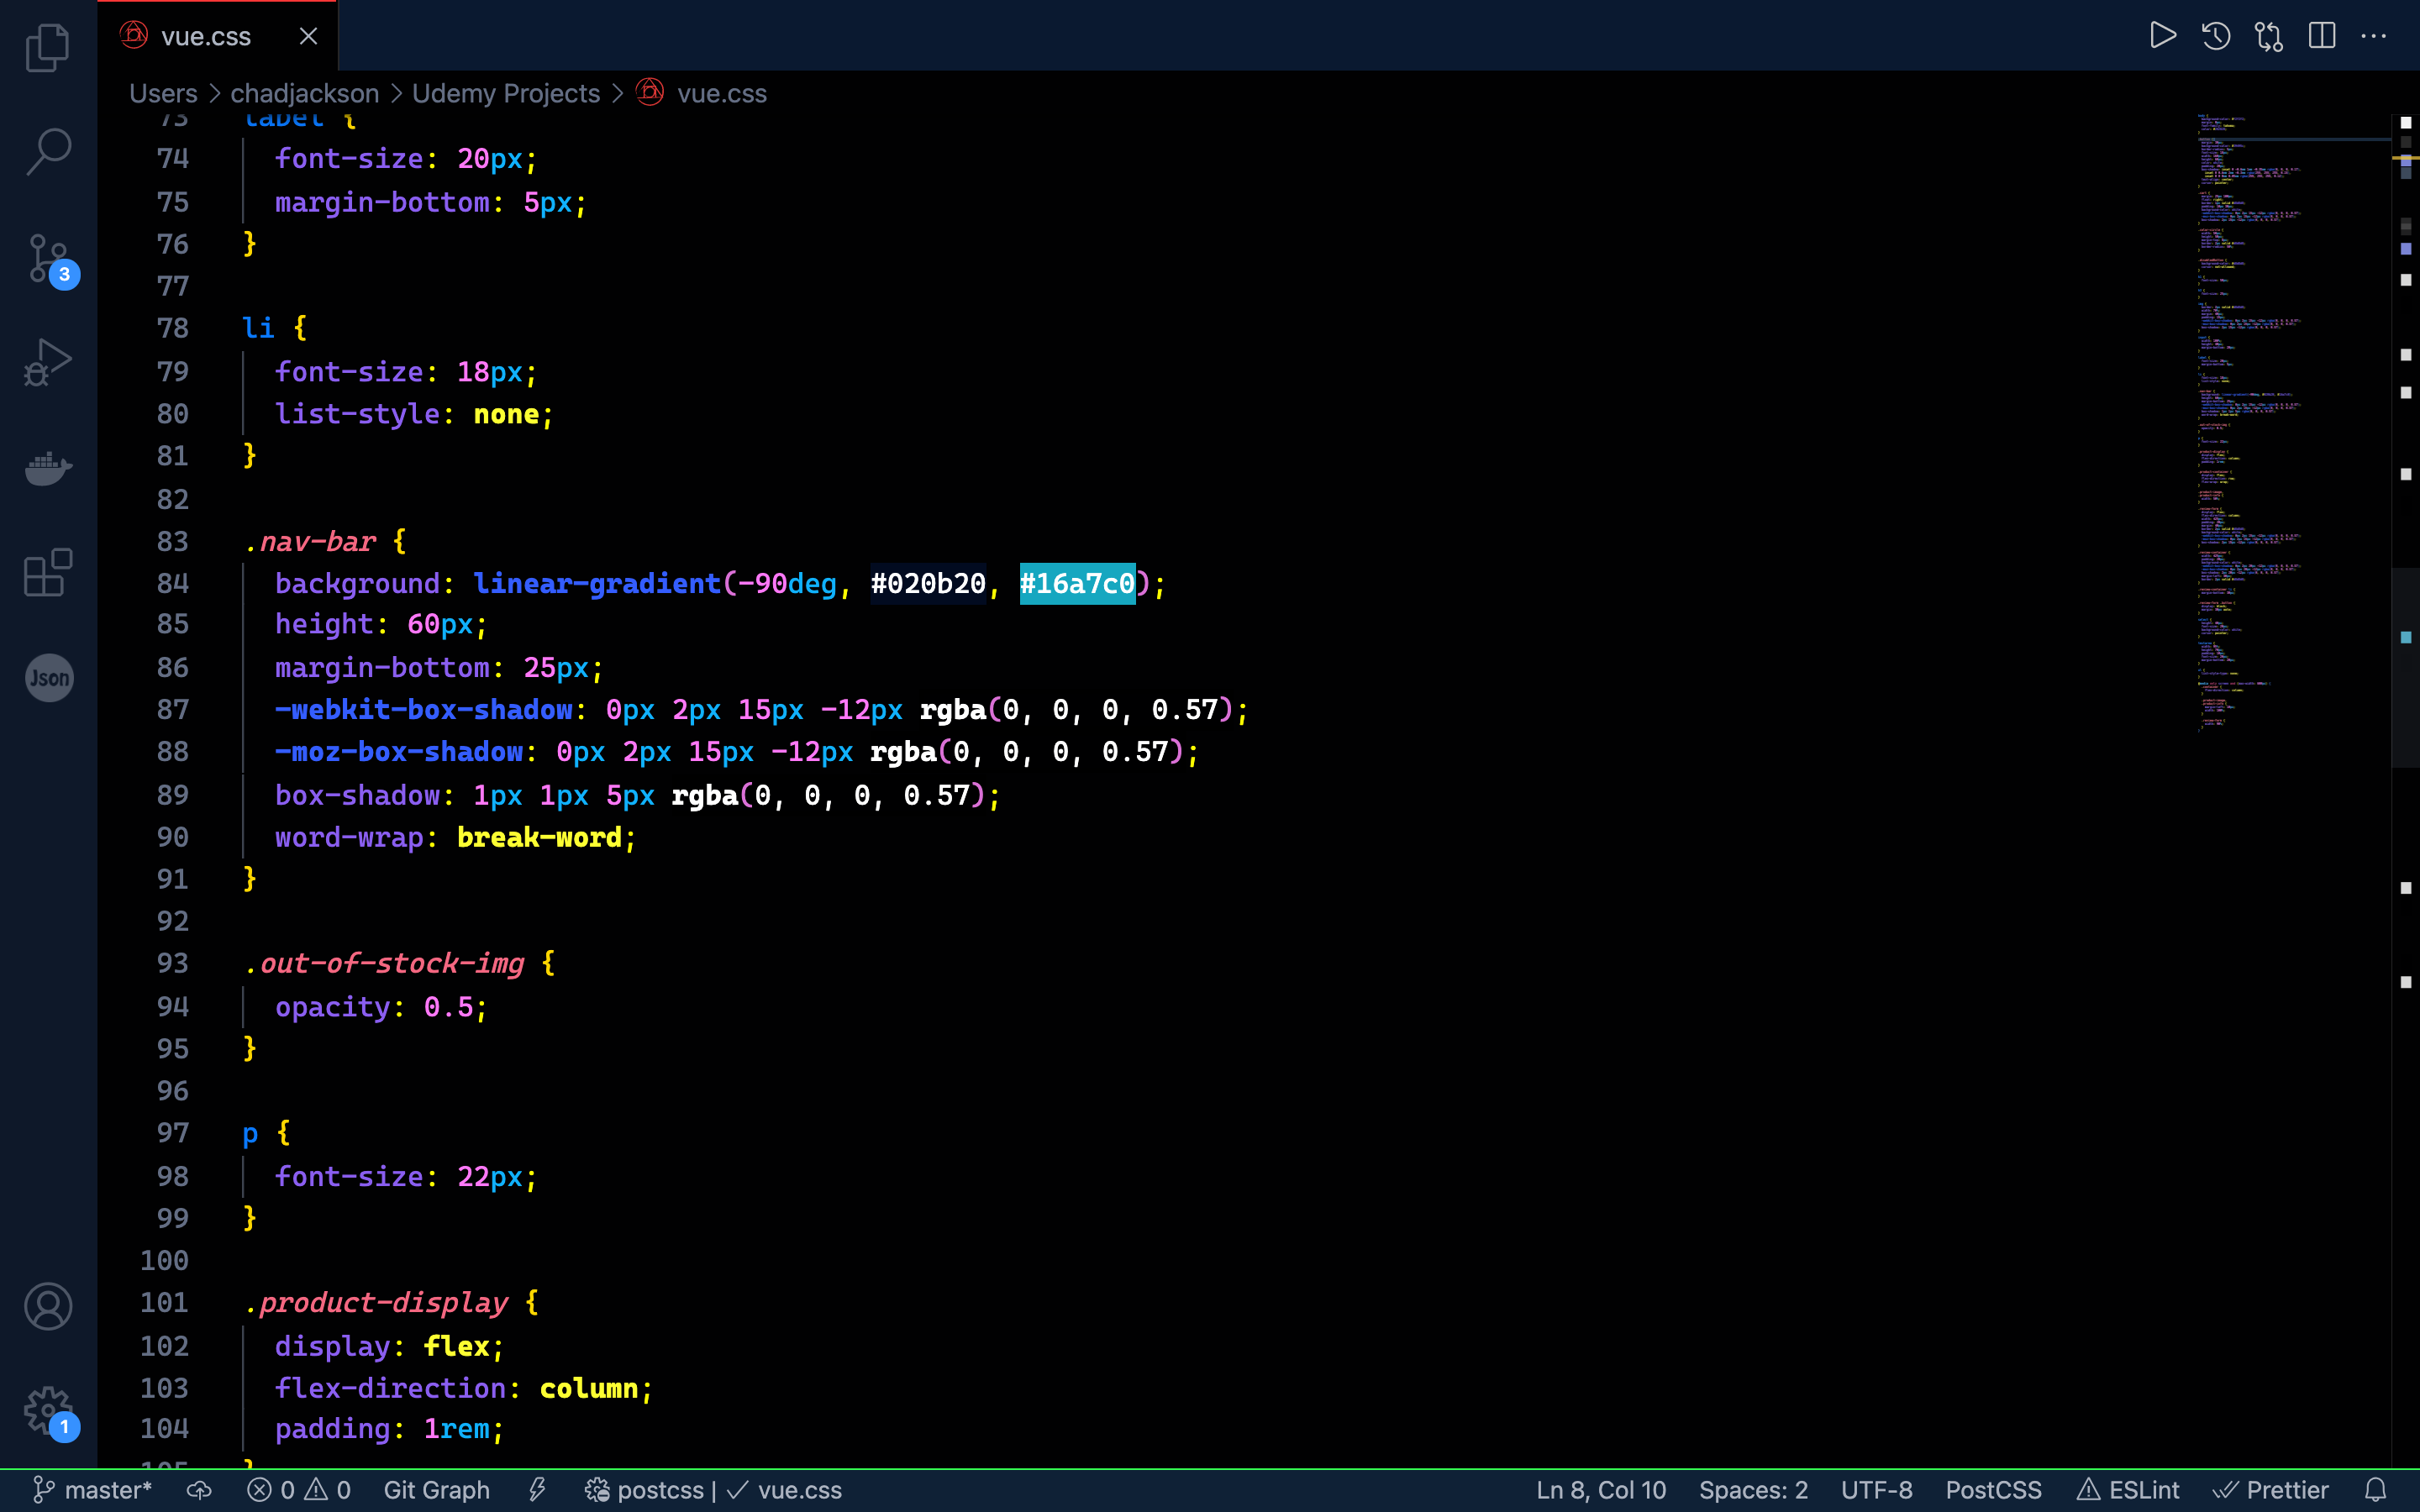 vue.css
Users > chadjackson > Udemy Projects > vue.css
73 label {
74 font-size: 20px;
75 margin-bottom: 5px;
76 }
77
78 li {
79 font-size: 18px;
80 list-style: none;
81 }
82
83 .nav-bar {
84 background: linear-gradient(-90deg, #020b20, #16a7c0);
85 height: 60px;
86 margin-bottom: 25px;
87 -webkit-box-shadow: 0px 2px 15px -12px rgba(0, 0, 0, 0.57);
88 -moz-box-shadow: 0px 2px 15px -12px rgba(0, 0, 0, 0.57);
89 box-shadow: 1px 1px 5px rgba(0, 0, 0, 0.57);
90 word-wrap: break-word;
91 }
92
93 .out-of-stock-img {
94 opacity: 0.5;
95 }
96
97 p {
98 font-size: 22px;
99 }
100
101 .product-display {
102 display: flex;
103 flex-direction: column;
104 padding: 1rem;
105 }
3
Json
1
master* 0 0 Git Graph postcss | ✓ vue.css Ln 8, Col 10 Spaces: 2 UTF-8 PostCSS ESLint Prettier